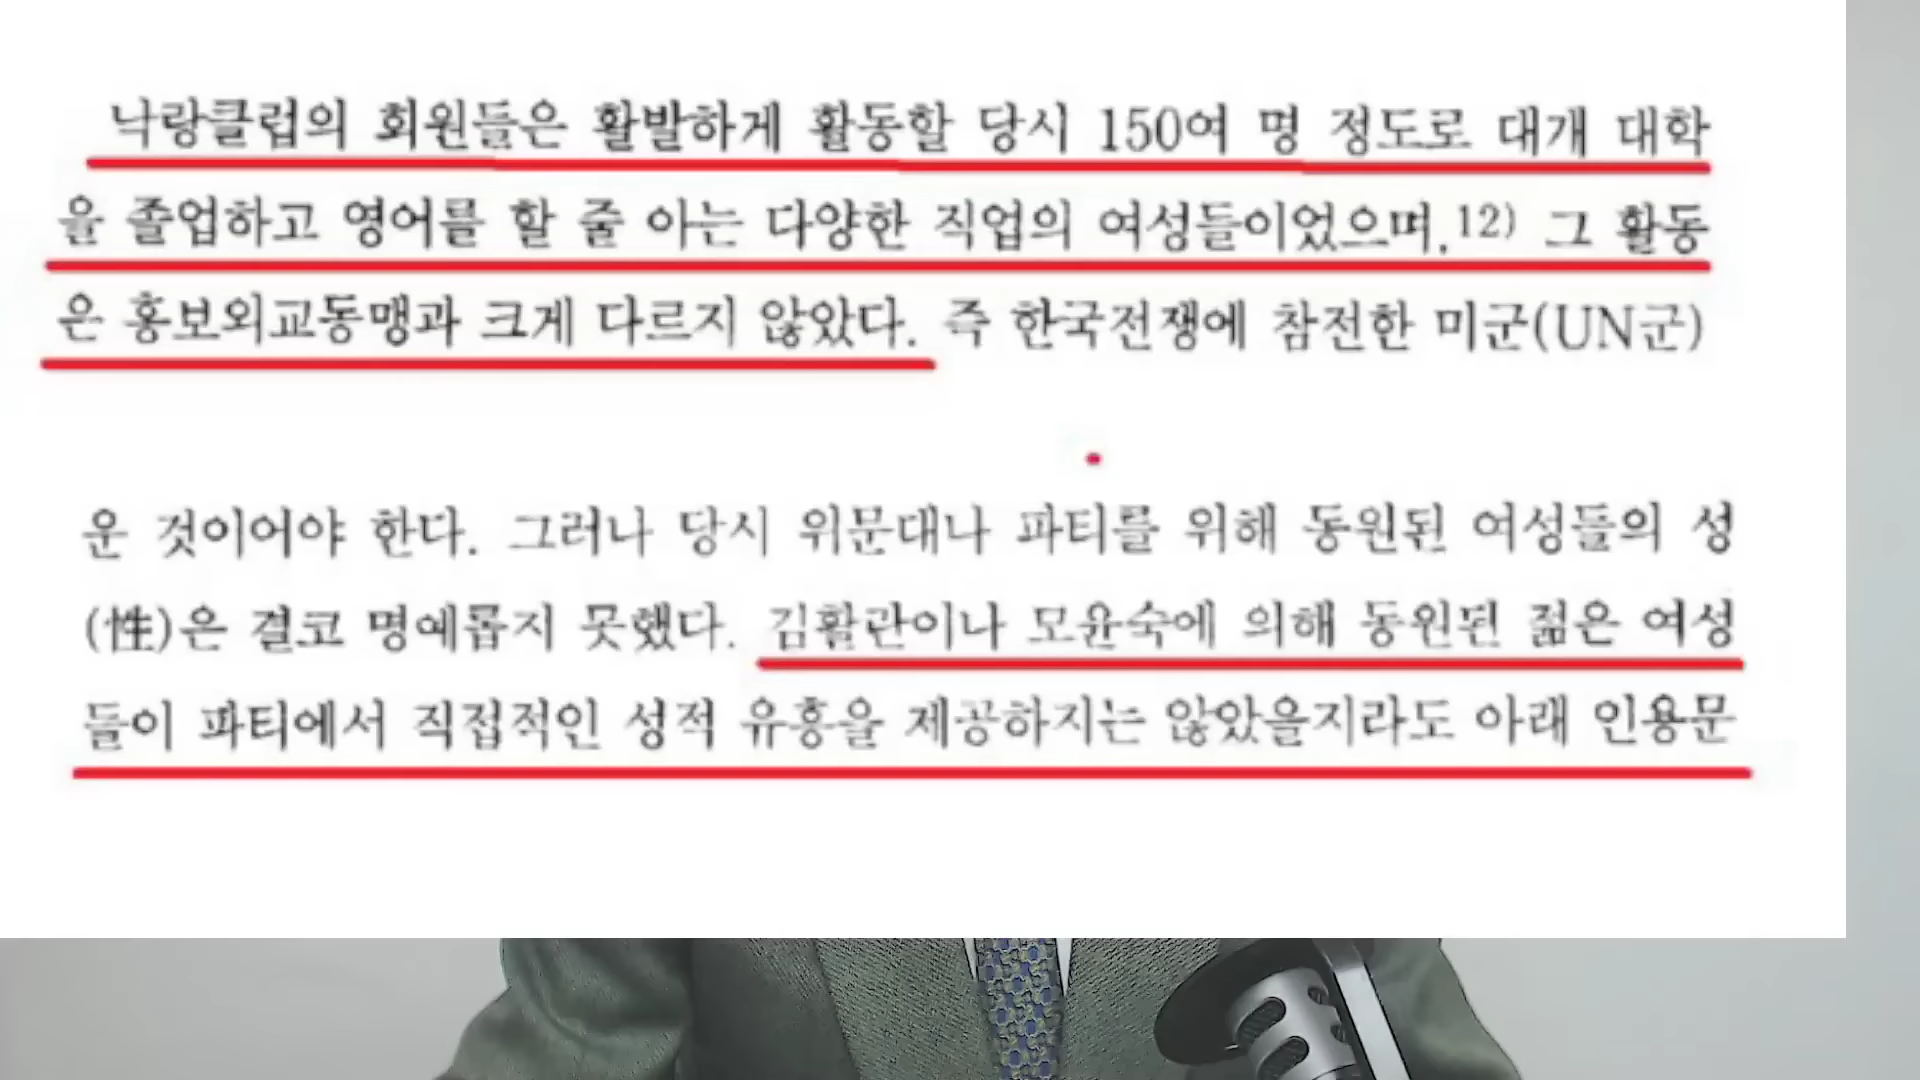 낙랑클럽의 회원들은 활발하게 활동할 당시 150여 명 정도로 대개 대학
을 졸업하고 영어를 할 줄 아는 다양한 직업의 여성들이었으며,12) 그 활동
은 홍보외교동맹과 크게 다르지 않았다. 즉 한국전쟁에 참전한 미군(UN군)
운 것이어야 한다. 그러나 당시 위문대나 파티를 위해 동원된 여성들의 성
(性)은 결코 명예롭지 못했다. 김활란이나 모윤숙에 의해 동원된 젊은 여성
들이 파티에서 직접적인 성적 유흥을 제공하지는 않았을지라도 아래 인용문